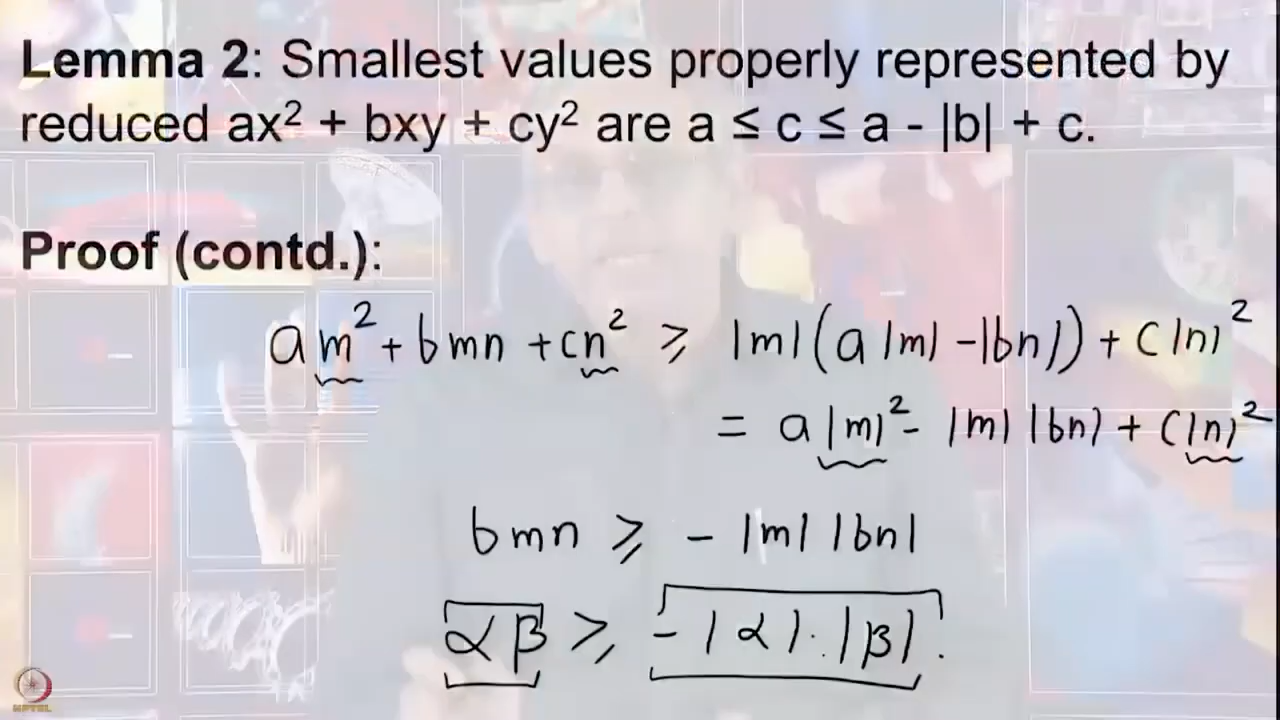 Lemma 2: Smallest values properly represented by
reduced ax² + bxy + cy² are a ≤ c ≤ a - |b| + c.
Proof (contd.):
am² + bmn + cn² ≥ |m|(a|m| - |bn|) + c|n|²
= a|m|² - |m||bn| + c|n|²
bmn ≥ - |m||bn|
αβ ≥ - |α|.|β|.
NPTEL